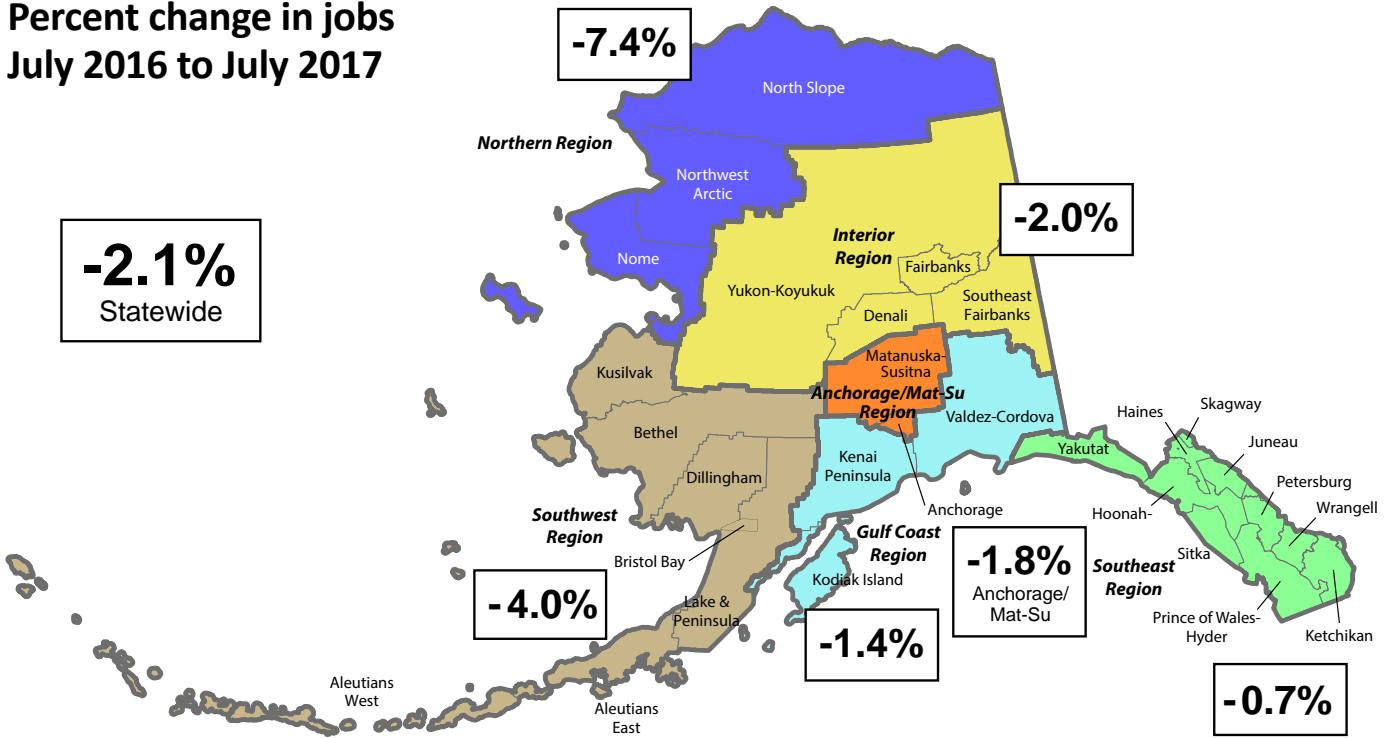 Percent change in jobs
July 2016 to July 2017
-7.4%
North Slope
Northern Region
Northwest
Arctic
-2.0%
-2.1%
Statewide
Nome
Interior
Region
Fairbanks
Yukon-Koyukuk
Southeast
Fairbanks
Denali
Matanuska-
Susitna
Kusilvak
Anchorage/Mat-Su
Region
Valdez-Cordova
Haines
Skagway
Bethel
Juneau
Yakutat
Kenai
Peninsula
Dillingham
Petersburg
Anchorage
Hoonah-
Wrangell
Southwest
Region
Gulf Coast
Region
Bristol Bay
-1.8%
Anchorage/
Mat-Su
Sitka
Southeast
Region
Kodiak Island
-4.0%
Lake &
Peninsula
-1.4%
Prince of Wales-
Hyder
Ketchikan
Aleutians
West
Aleutians
East
-0.7%